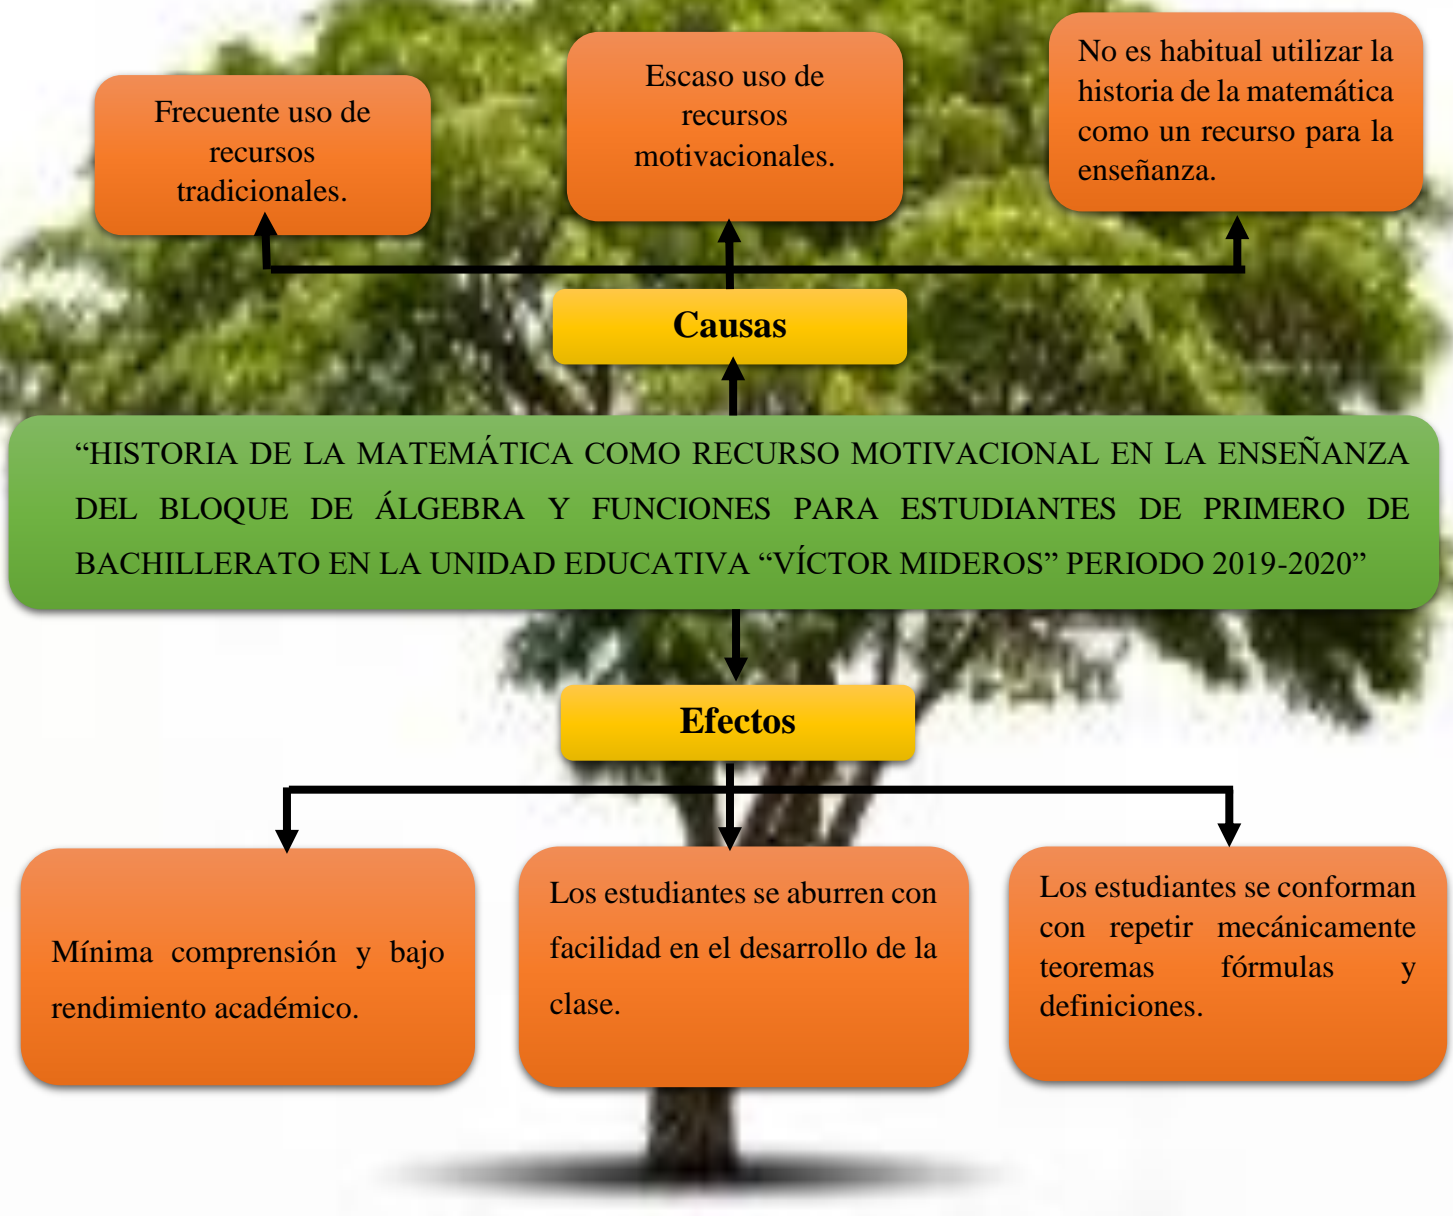 Frecuente uso de
recursos
tradicionales.
Escaso uso de
recursos
motivacionales.
No es habitual utilizar la
historia de la matemática
como un recurso para la
enseñanza.
Causas
“HISTORIA DE LA MATEMÁTICA COMO RECURSO MOTIVACIONAL EN LA ENSEÑANZA
DEL BLOQUE DE ÁLGEBRA Y FUNCIONES PARA ESTUDIANTES DE PRIMERO DE
BACHILLERATO EN LA UNIDAD EDUCATIVA “VÍCTOR MIDEROS” PERIODO 2019-2020”
Efectos
Mínima comprensión y bajo
rendimiento académico.
Los estudiantes se aburren con
facilidad en el desarrollo de la
clase.
Los estudiantes se conforman
con repetir mecánicamente
teoremas fórmulas y
definiciones.